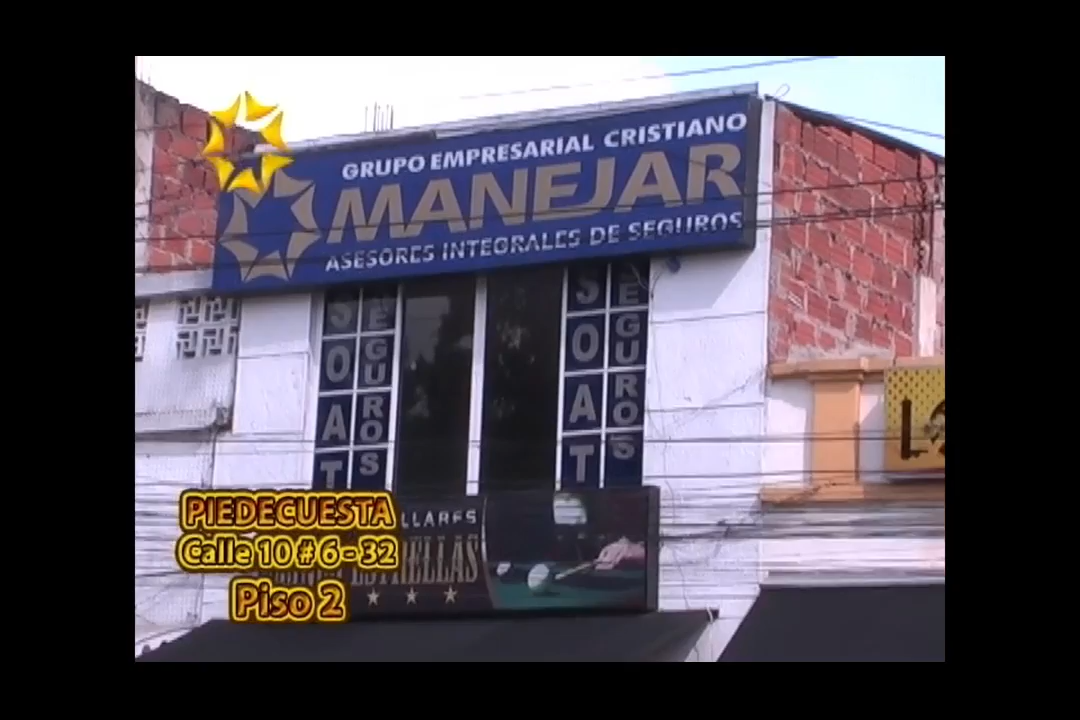 GRUPO EMPRESARIAL CRISTIANO
MANEJAR
ASESORES INTEGRALES DE SEGUROS
SOAT
SEGUROS
SOAT
SEGUROS
L
PIEDECUESTA
Calle 10 # 6 - 32
Piso 2
ESTRELLAS